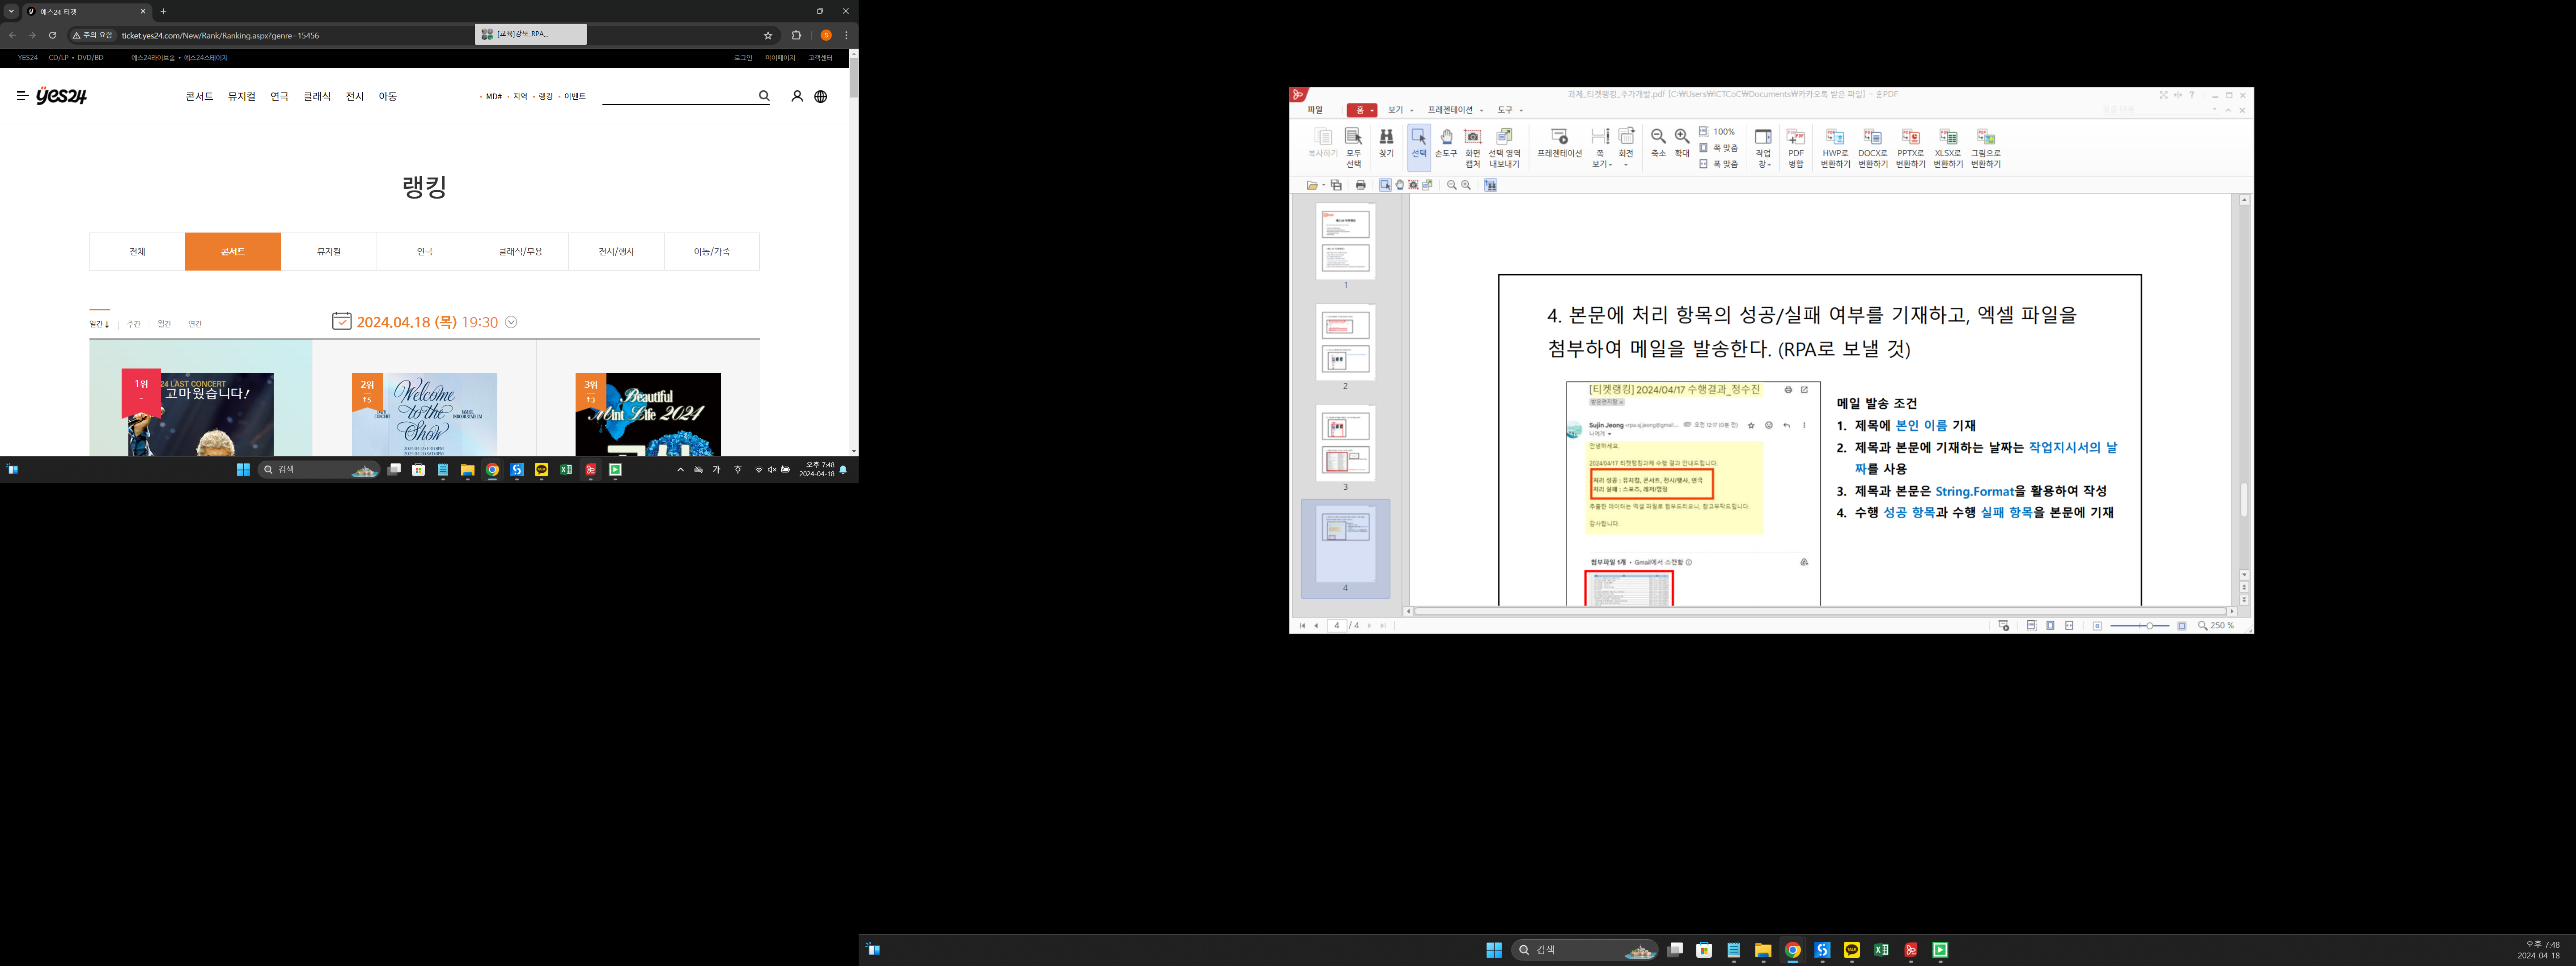 예스24 티켓
주의 요함
ticket.yes24.com/New/Rank/Ranking.aspx?genre=15456
[교육]강북_RPA_
YES24 CD/LP • DVD/BD | 예스24라이브홀 • 예스24스테이지
로그인 마이페이지 고객센터
yes24
콘서트 뮤지컬 연극 클래식 전시 아동
• MD# • 지역 • 랭킹 • 이벤트
랭킹
전체 콘서트 뮤지컬 연극 클래식/무용 전시/행사 아동/가족
일간↓ 주간 월간 연간
2024.04.18 (목) 19:30
1위
24 LAST CONCERT
고마웠습니다!
2위
↑5
Welcome
to the
Show
3위
↑3
Beautiful
Mint Life 2024
검색
가
오후 7:48
2024-04-18
과제_티켓랭킹_추가개발.pdf [C:₩Users₩ICTCoC₩Documents₩카카오톡 받은 파일] - 훈PDF
파일 홈 보기 프레젠테이션 도구
복사하기
모두
선택
찾기
선택
손도구
화면
캡처
선택 영역
내보내기
프레젠테이션
쪽
보기
회전
축소
확대
100%
쪽 맞춤
폭 맞춤
작업
창
PDF
병합
HWP로
변환하기
DOCX로
변환하기
PPTX로
변환하기
XLSX로
변환하기
그림으로
변환하기
1
2
3
4
4. 본문에 처리 항목의 성공/실패 여부를 기재하고, 엑셀 파일을
첨부하여 메일을 발송한다. (RPA로 보낼 것)
[티켓랭킹] 2024/04/17 수행결과_정수진
받은편지함 ×
Sujin Jeong <rpa.sj.jeong@gmail... 오전 12:17 (0분 전)
나에게
안녕하세요.
2024/04/17 티켓랭킹과제 수행 결과 안내드립니다.
처리 성공 : 뮤지컬, 콘서트, 전시/행사, 연극
처리 실패 : 스포츠, 레저/캠핑
추출한 데이터는 엑셀 파일로 첨부드리오니, 참고부탁드립니다.
감사합니다.
첨부파일 1개 • Gmail에서 스캔함
메일 발송 조건
1. 제목에 본인 이름 기재
2. 제목과 본문에 기재하는 날짜는 작업지시서의 날
짜를 사용
3. 제목과 본문은 String.Format을 활용하여 작성
4. 수행 성공 항목과 수행 실패 항목을 본문에 기재
4 / 4
250 %
검색
오후 7:48
2024-04-18